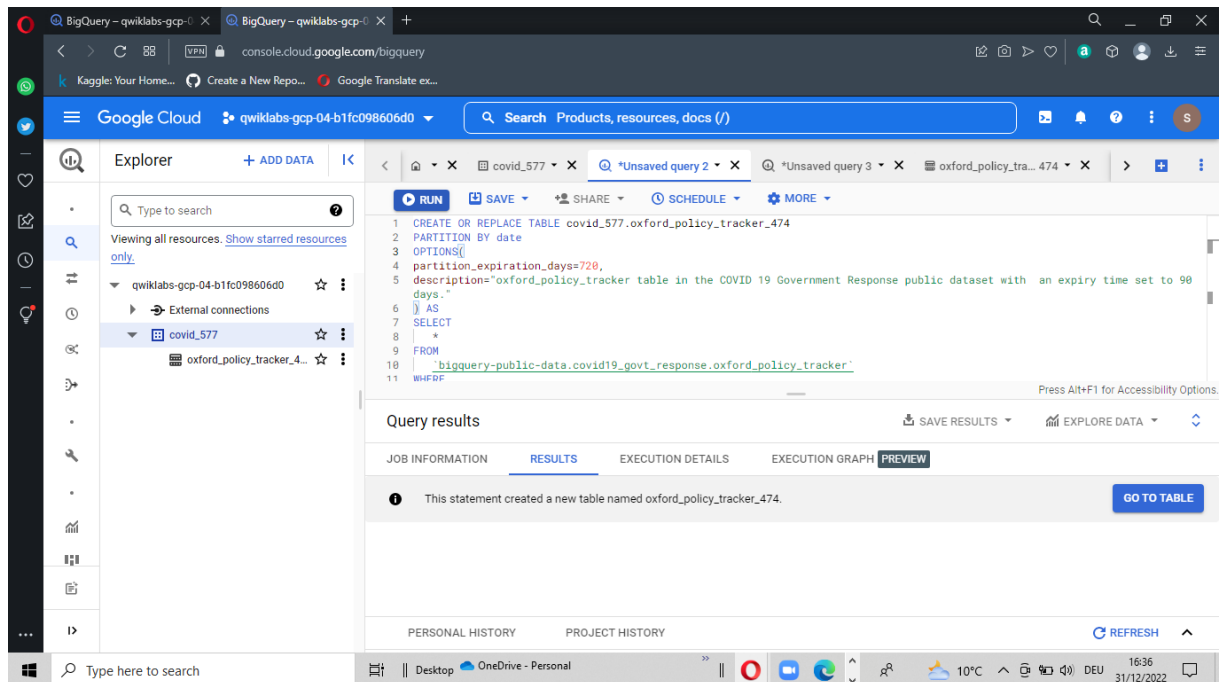 BigQuery – qwiklabs-gcp-0
BigQuery – qwiklabs-gcp-0
VPN
console.cloud.google.com/bigquery
Kaggle: Your Home...
Create a New Repo...
Google Translate ex...
Google Cloud
qwiklabs-gcp-04-b1fc098606d0
Search Products, resources, docs (/)
S
Explorer
+ ADD DATA
covid_577
*Unsaved query 2
*Unsaved query 3
oxford_policy_tra... 474
Type to search
Viewing all resources. Show starred resources
only.
qwiklabs-gcp-04-b1fc098606d0
External connections
covid_577
oxford_policy_tracker_4...
RUN
SAVE
SHARE
SCHEDULE
MORE
1 CREATE OR REPLACE TABLE covid_577.oxford_policy_tracker_474
2 PARTITION BY date
3 OPTIONS(
4 partition_expiration_days=720,
5 description="oxford_policy_tracker table in the COVID 19 Government Response public dataset with  an expiry time set to 90
days."
6 ) AS
7 SELECT
8 *
9 FROM
10 `bigquery-public-data.covid19_govt_response.oxford_policy_tracker`
11 WHERE
Press Alt+F1 for Accessibility Options.
Query results
SAVE RESULTS
EXPLORE DATA
JOB INFORMATION
RESULTS
EXECUTION DETAILS
EXECUTION GRAPH PREVIEW
This statement created a new table named oxford_policy_tracker_474.
GO TO TABLE
PERSONAL HISTORY
PROJECT HISTORY
REFRESH
Type here to search
Desktop
OneDrive - Personal
10°C
DEU
16:36
31/12/2022